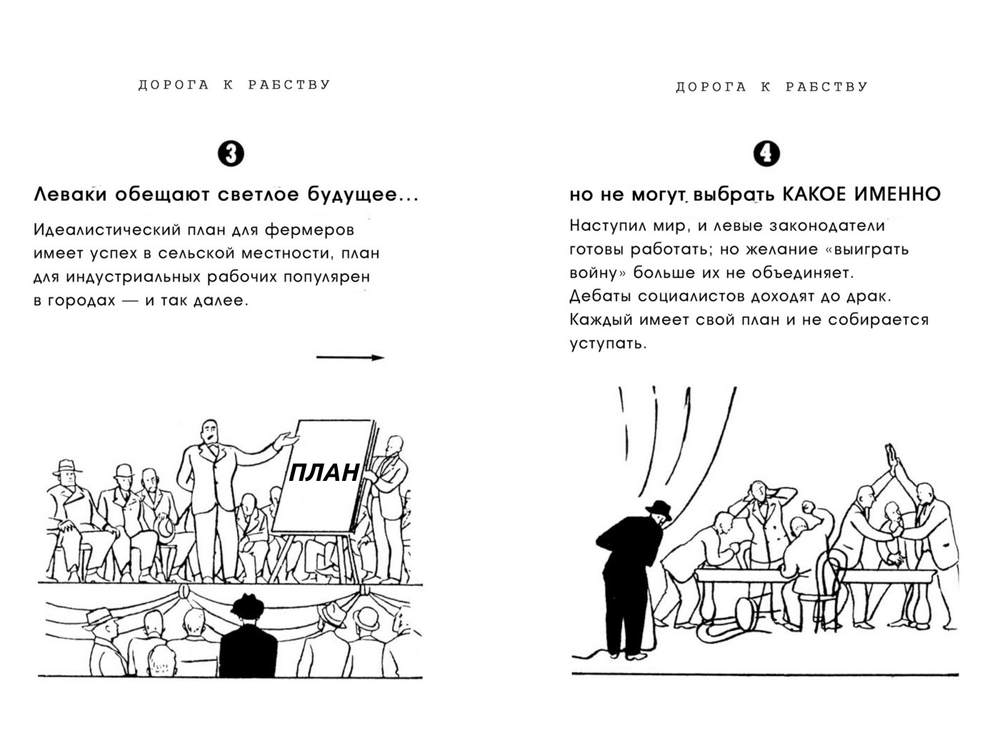 ДОРОГА К РАБСТВУ
3
Леваки обещают светлое будущее...
Идеалистический план для фермеров
имеет успех в сельской местности, план
для индустриальных рабочих популярен
в городах — и так далее.
ПЛАН
ДОРОГА К РАБСТВУ
4
но не могут выбрать КАКОЕ ИМЕННО
Наступил мир, и левые законодатели
готовы работать; но желание «выиграть
войну» больше их не объединяет.
Дебаты социалистов доходят до драк.
Каждый имеет свой план и не собирается
уступать.